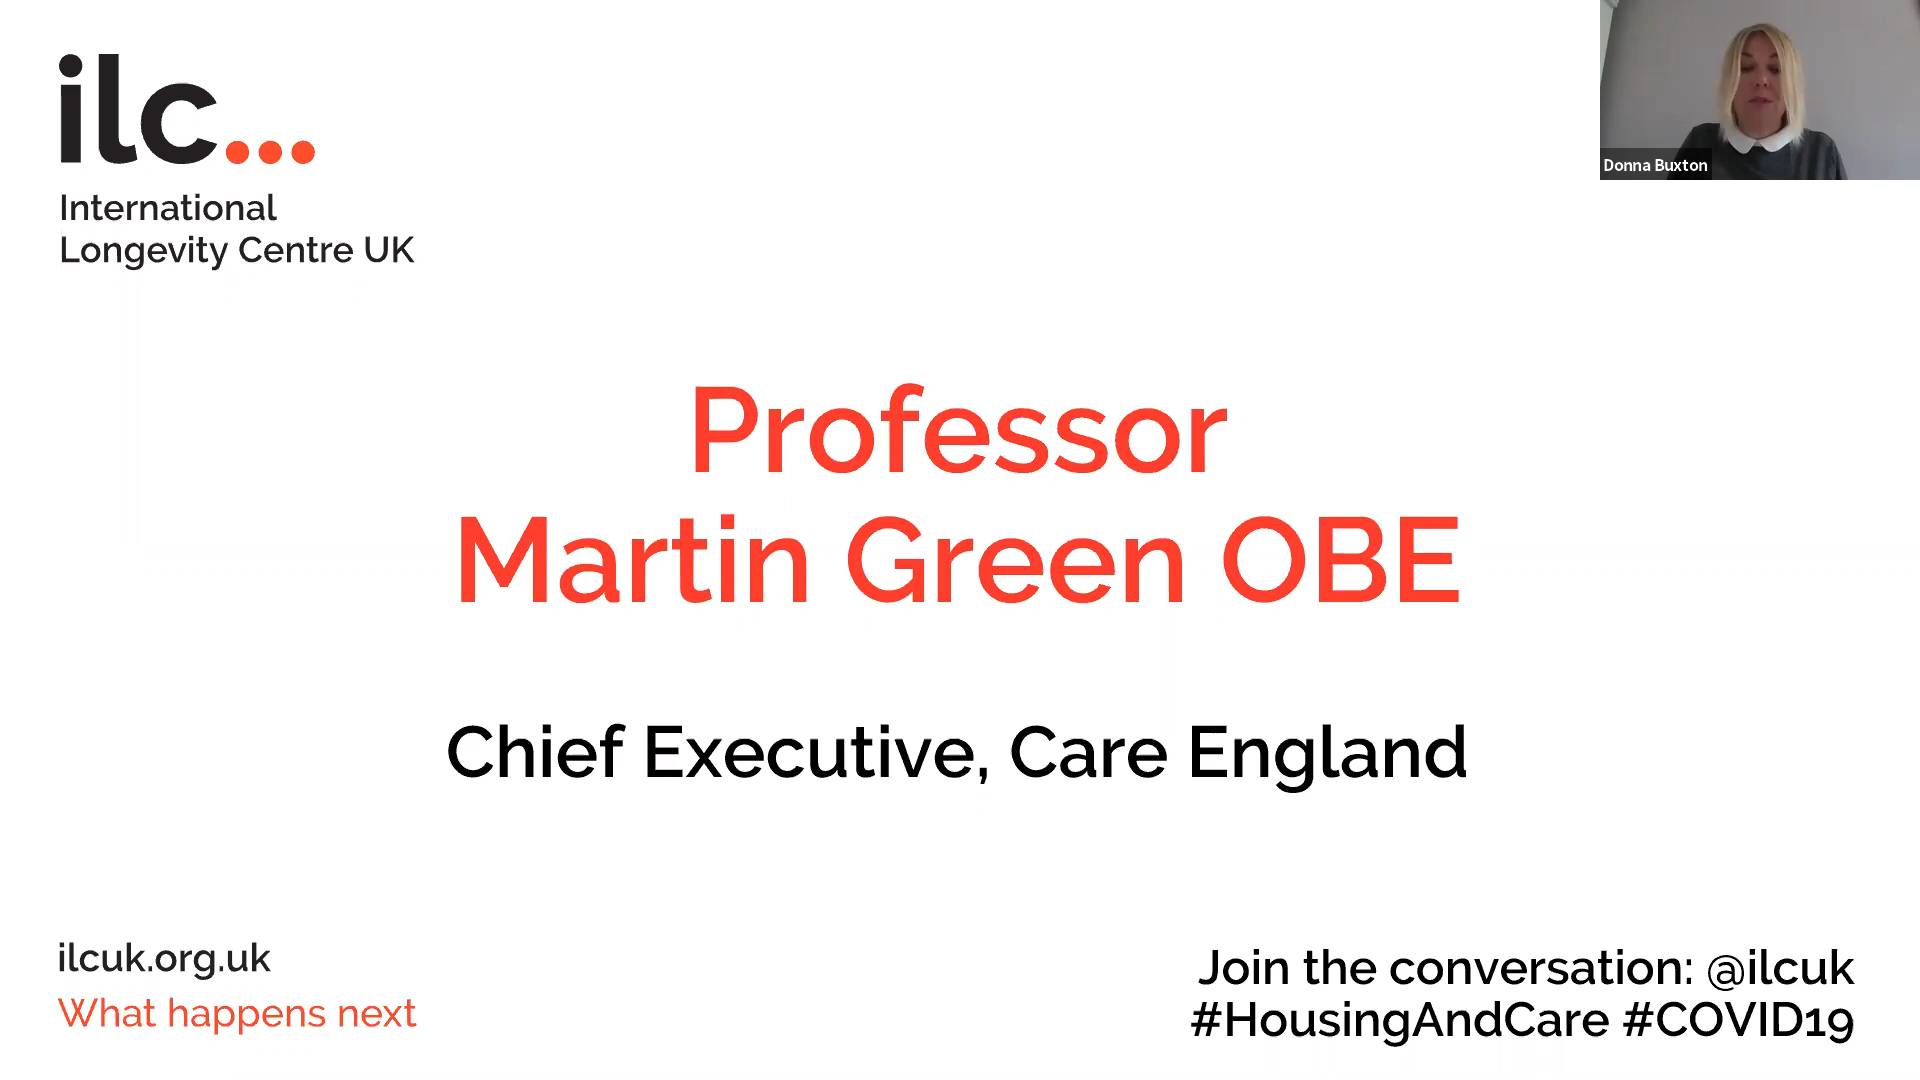 ilc...
International
Longevity Centre UK
Donna Buxton
Professor
Martin Green OBE
Chief Executive, Care England
ilcuk.org.uk
What happens next
Join the conversation: @ilcuk
#HousingAndCare #COVID19